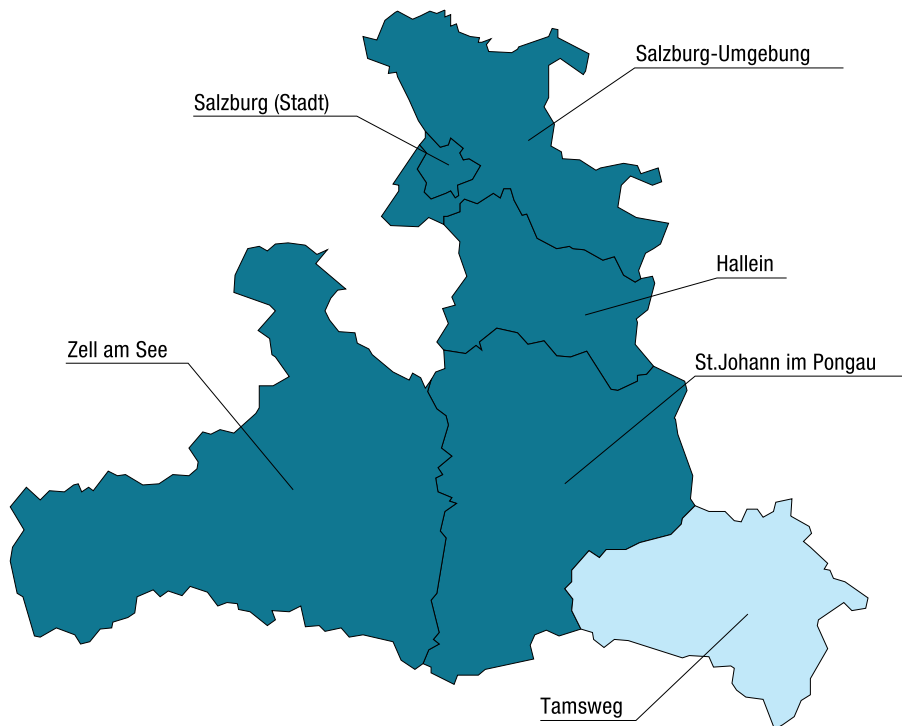 Salzburg-Umgebung
Salzburg (Stadt)
Hallein
Zell am See
St.Johann im Pongau
Tamsweg